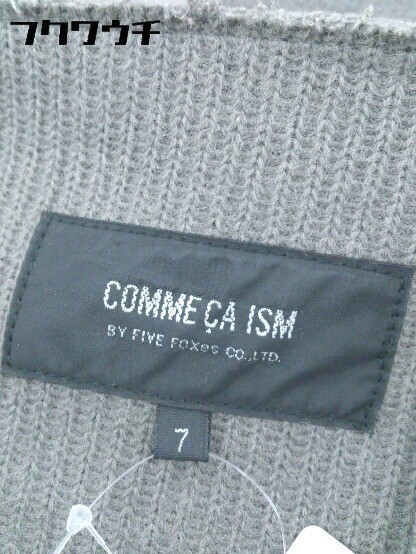 フクワウチ
COMME ÇA ISM
BY FIVE FOXES CO.,LTD.
7